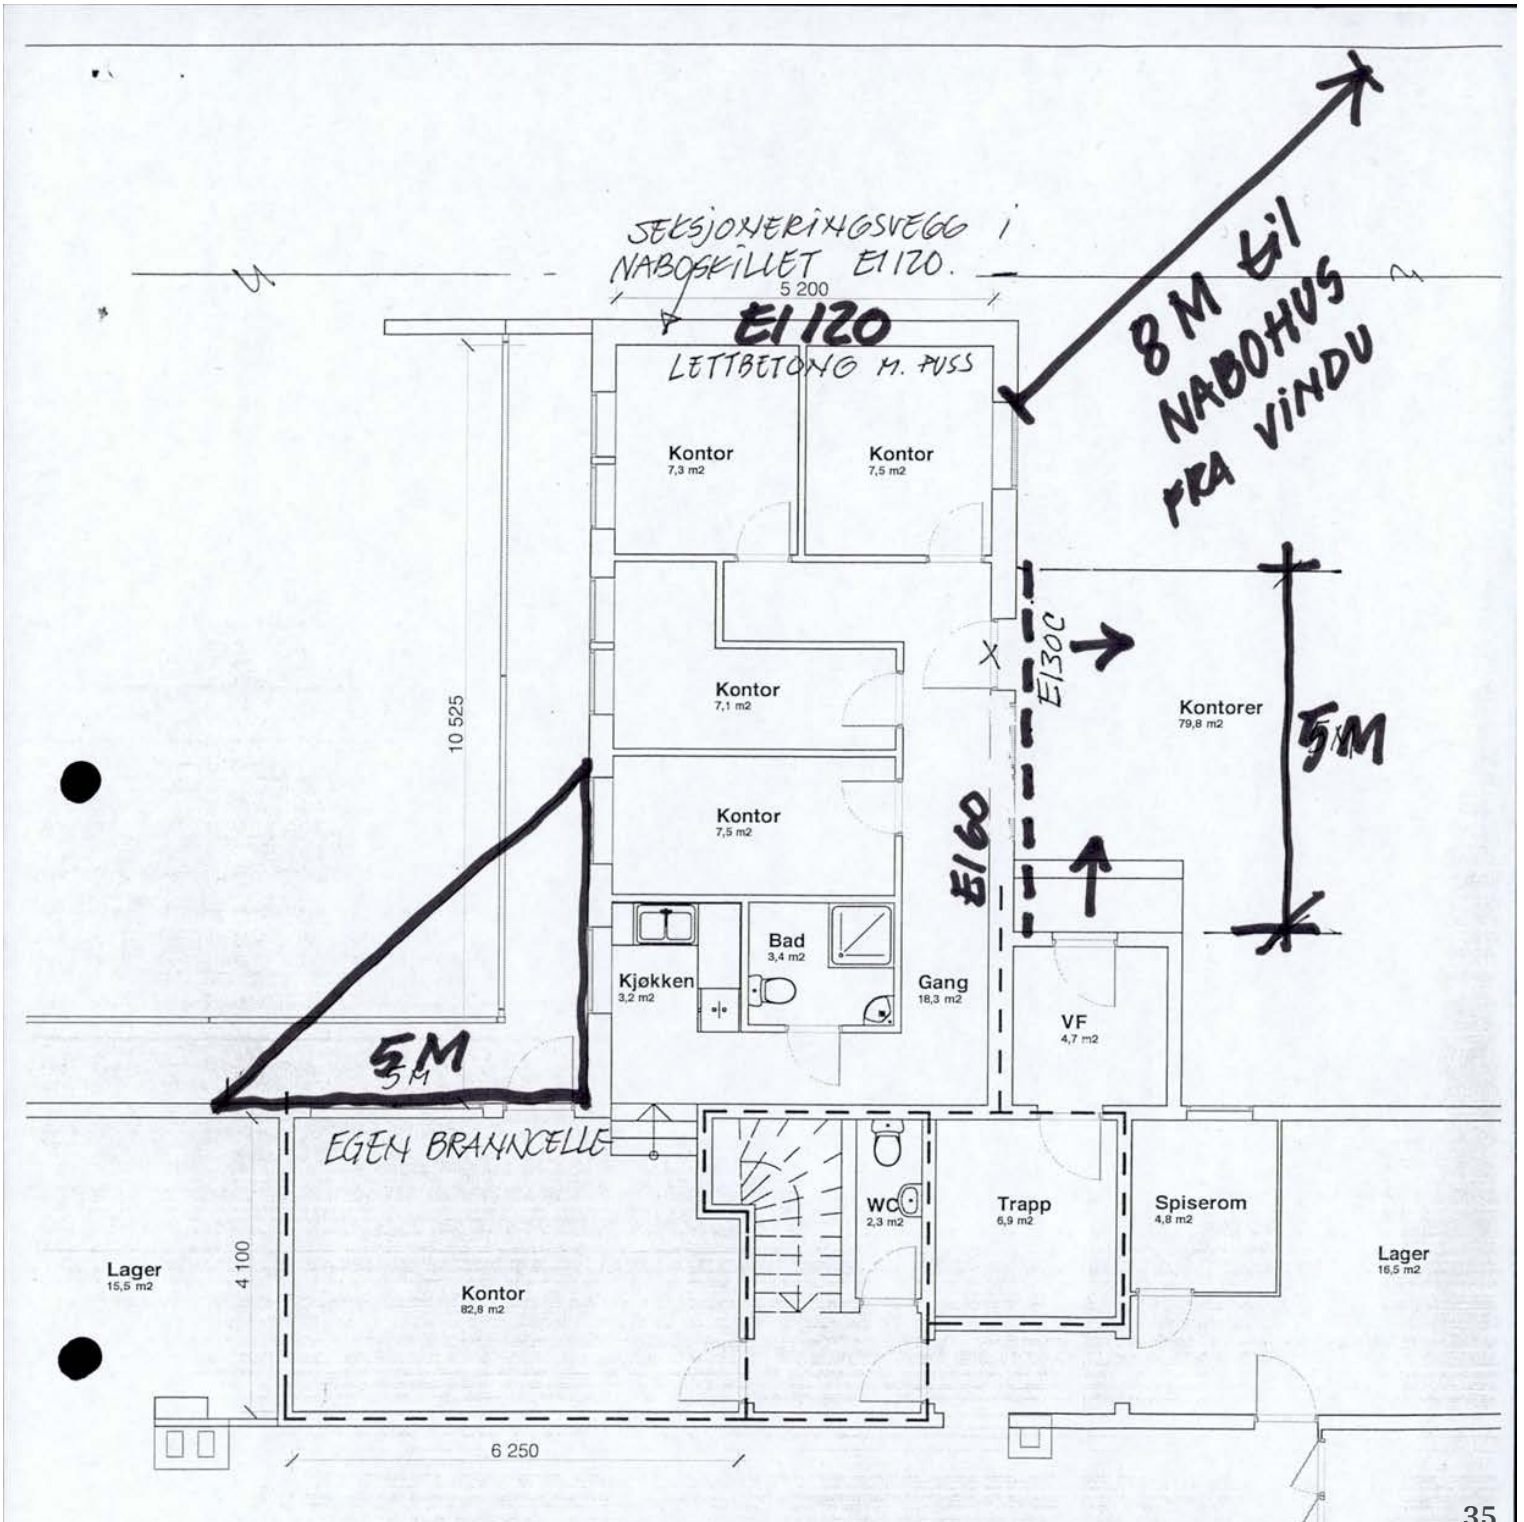 SEKSJONERINGSVEGG i
NABOSKILLET EI120.
5 200
EI 120
LETTBETONG M. PUSS
8 M til
NABOHUS
FRA VINDU
Kontor
7,3 m2
Kontor
7,5 m2
EI30C
Kontor
7,1 m2
Kontorer
79,8 m2
10 525
5M
Kontor
7,5 m2
EI60
Bad
3,4 m2
Kjøkken
3,2 m2
Gang
18,3 m2
VF
4,7 m2
5M
5 M
EGEN BRANNCELLE
WC
2,3 m2
Trapp
6,9 m2
Spiserom
4,8 m2
Lager
15,5 m2
4 100
Kontor
82,8 m2
Lager
16,5 m2
6 250
35